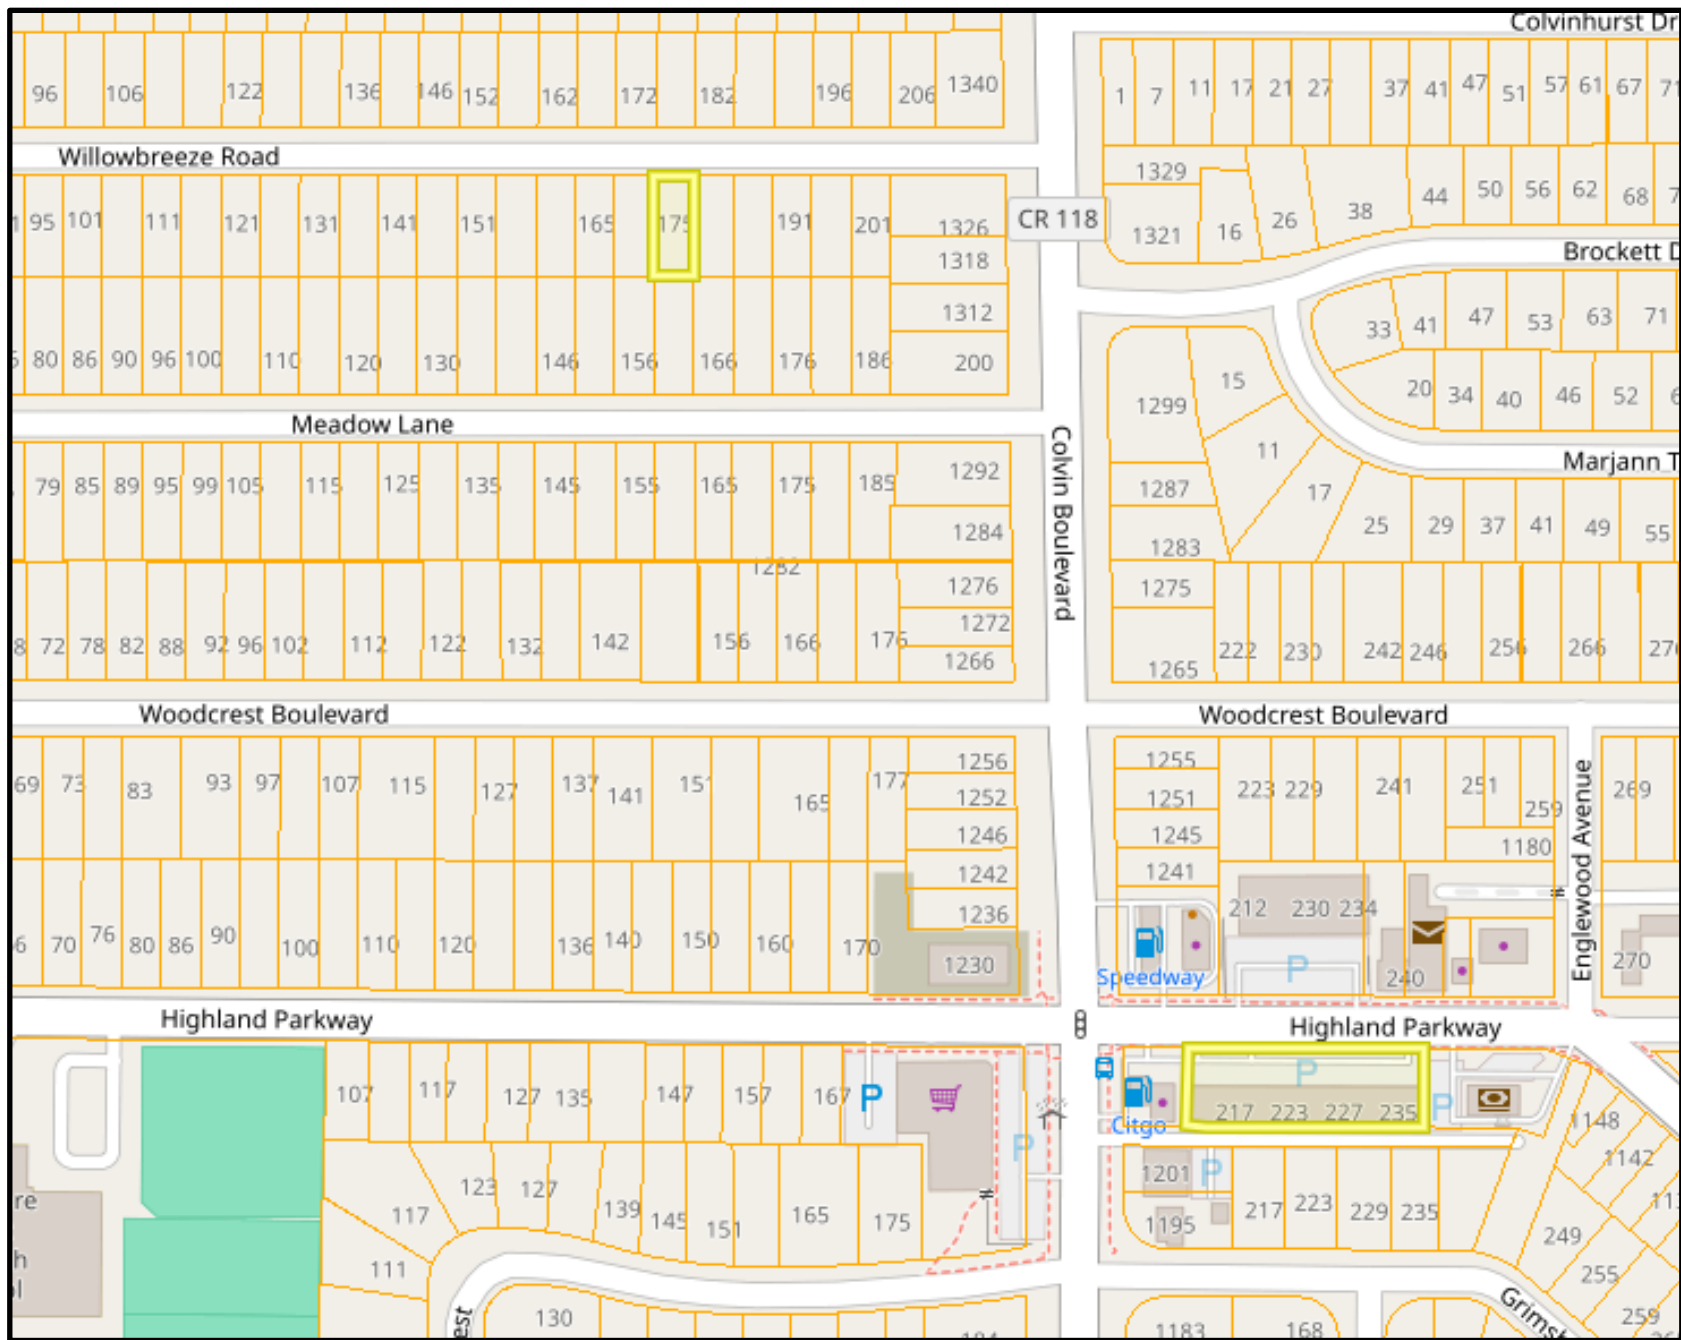 Colvinhurst Dr
96 106 122 136 146 152 162 172 182 196 206 1340
1 7 11 17 21 27 37 41 47 51 57 61 67 71
Willowbreeze Road
95 101 111 121 131 141 151 165 175 191 201 1326
1318
CR 118
1329
1321 16 26 38 44 50 56 62 68
Brockett D
1312
80 86 90 96 100 110 120 130 146 156 166 176 186 200
33 41 47 53 63 71
15
1299
20 34 40 46 52
Meadow Lane
11
Marjann T
79 85 89 95 99 105 115 125 135 145 155 165 175 185 1292
1284
Colvin Boulevard
1287
17
25 29 37 41 49 55
1283
1282
1276
1272
1275
72 78 82 88 92 96 102 112 122 132 142 156 166 176 1266
1265 222 230 242 246 256 266
Woodcrest Boulevard
Woodcrest Boulevard
69 73 83 93 97 107 115 127 137 141 165 177
1256
1252
1246
1242
1236
1255
1251
1245
1241
223 229 241 251 259 269
1180
Englewood Avenue
70 76 80 86 90 100 110 120 136 140 150 160 170 1230
212 230 234
240
270
Speedway
P
Highland Parkway
Highland Parkway
107 117 127 135 147 157 167 P
P
P
217 223 227 235
P
Citgo
1148
1142
123 127
117
111
139 145 151 165 175
1201 P
1195
217 223 229 235
249
255
259
re
h
ol
est
130
1183 168
Grimst